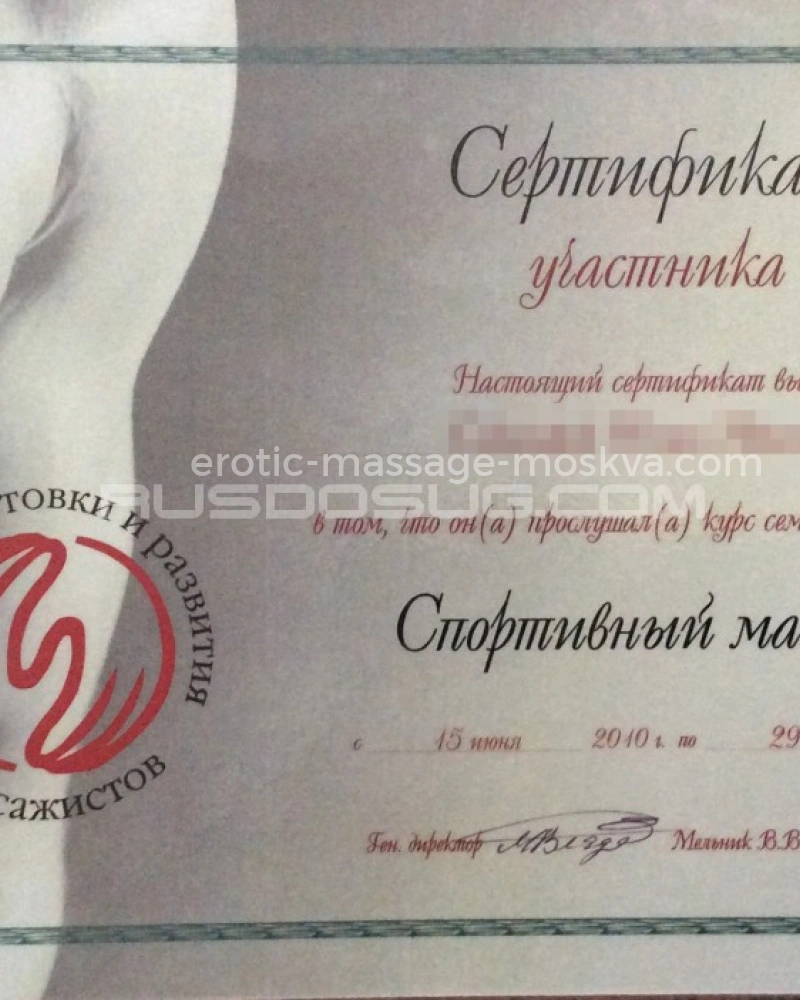 Сертифика
участника
Настоящий сертификат вы
erotic-massage-moskva.com
RUSDOSUG.COM
в том, что он(а) прослушал(а) курс сем
Спортивный ма
с 15 июня 2010 г. по 29
Ген. директор Мельник В.В
товки и развития
сажистов